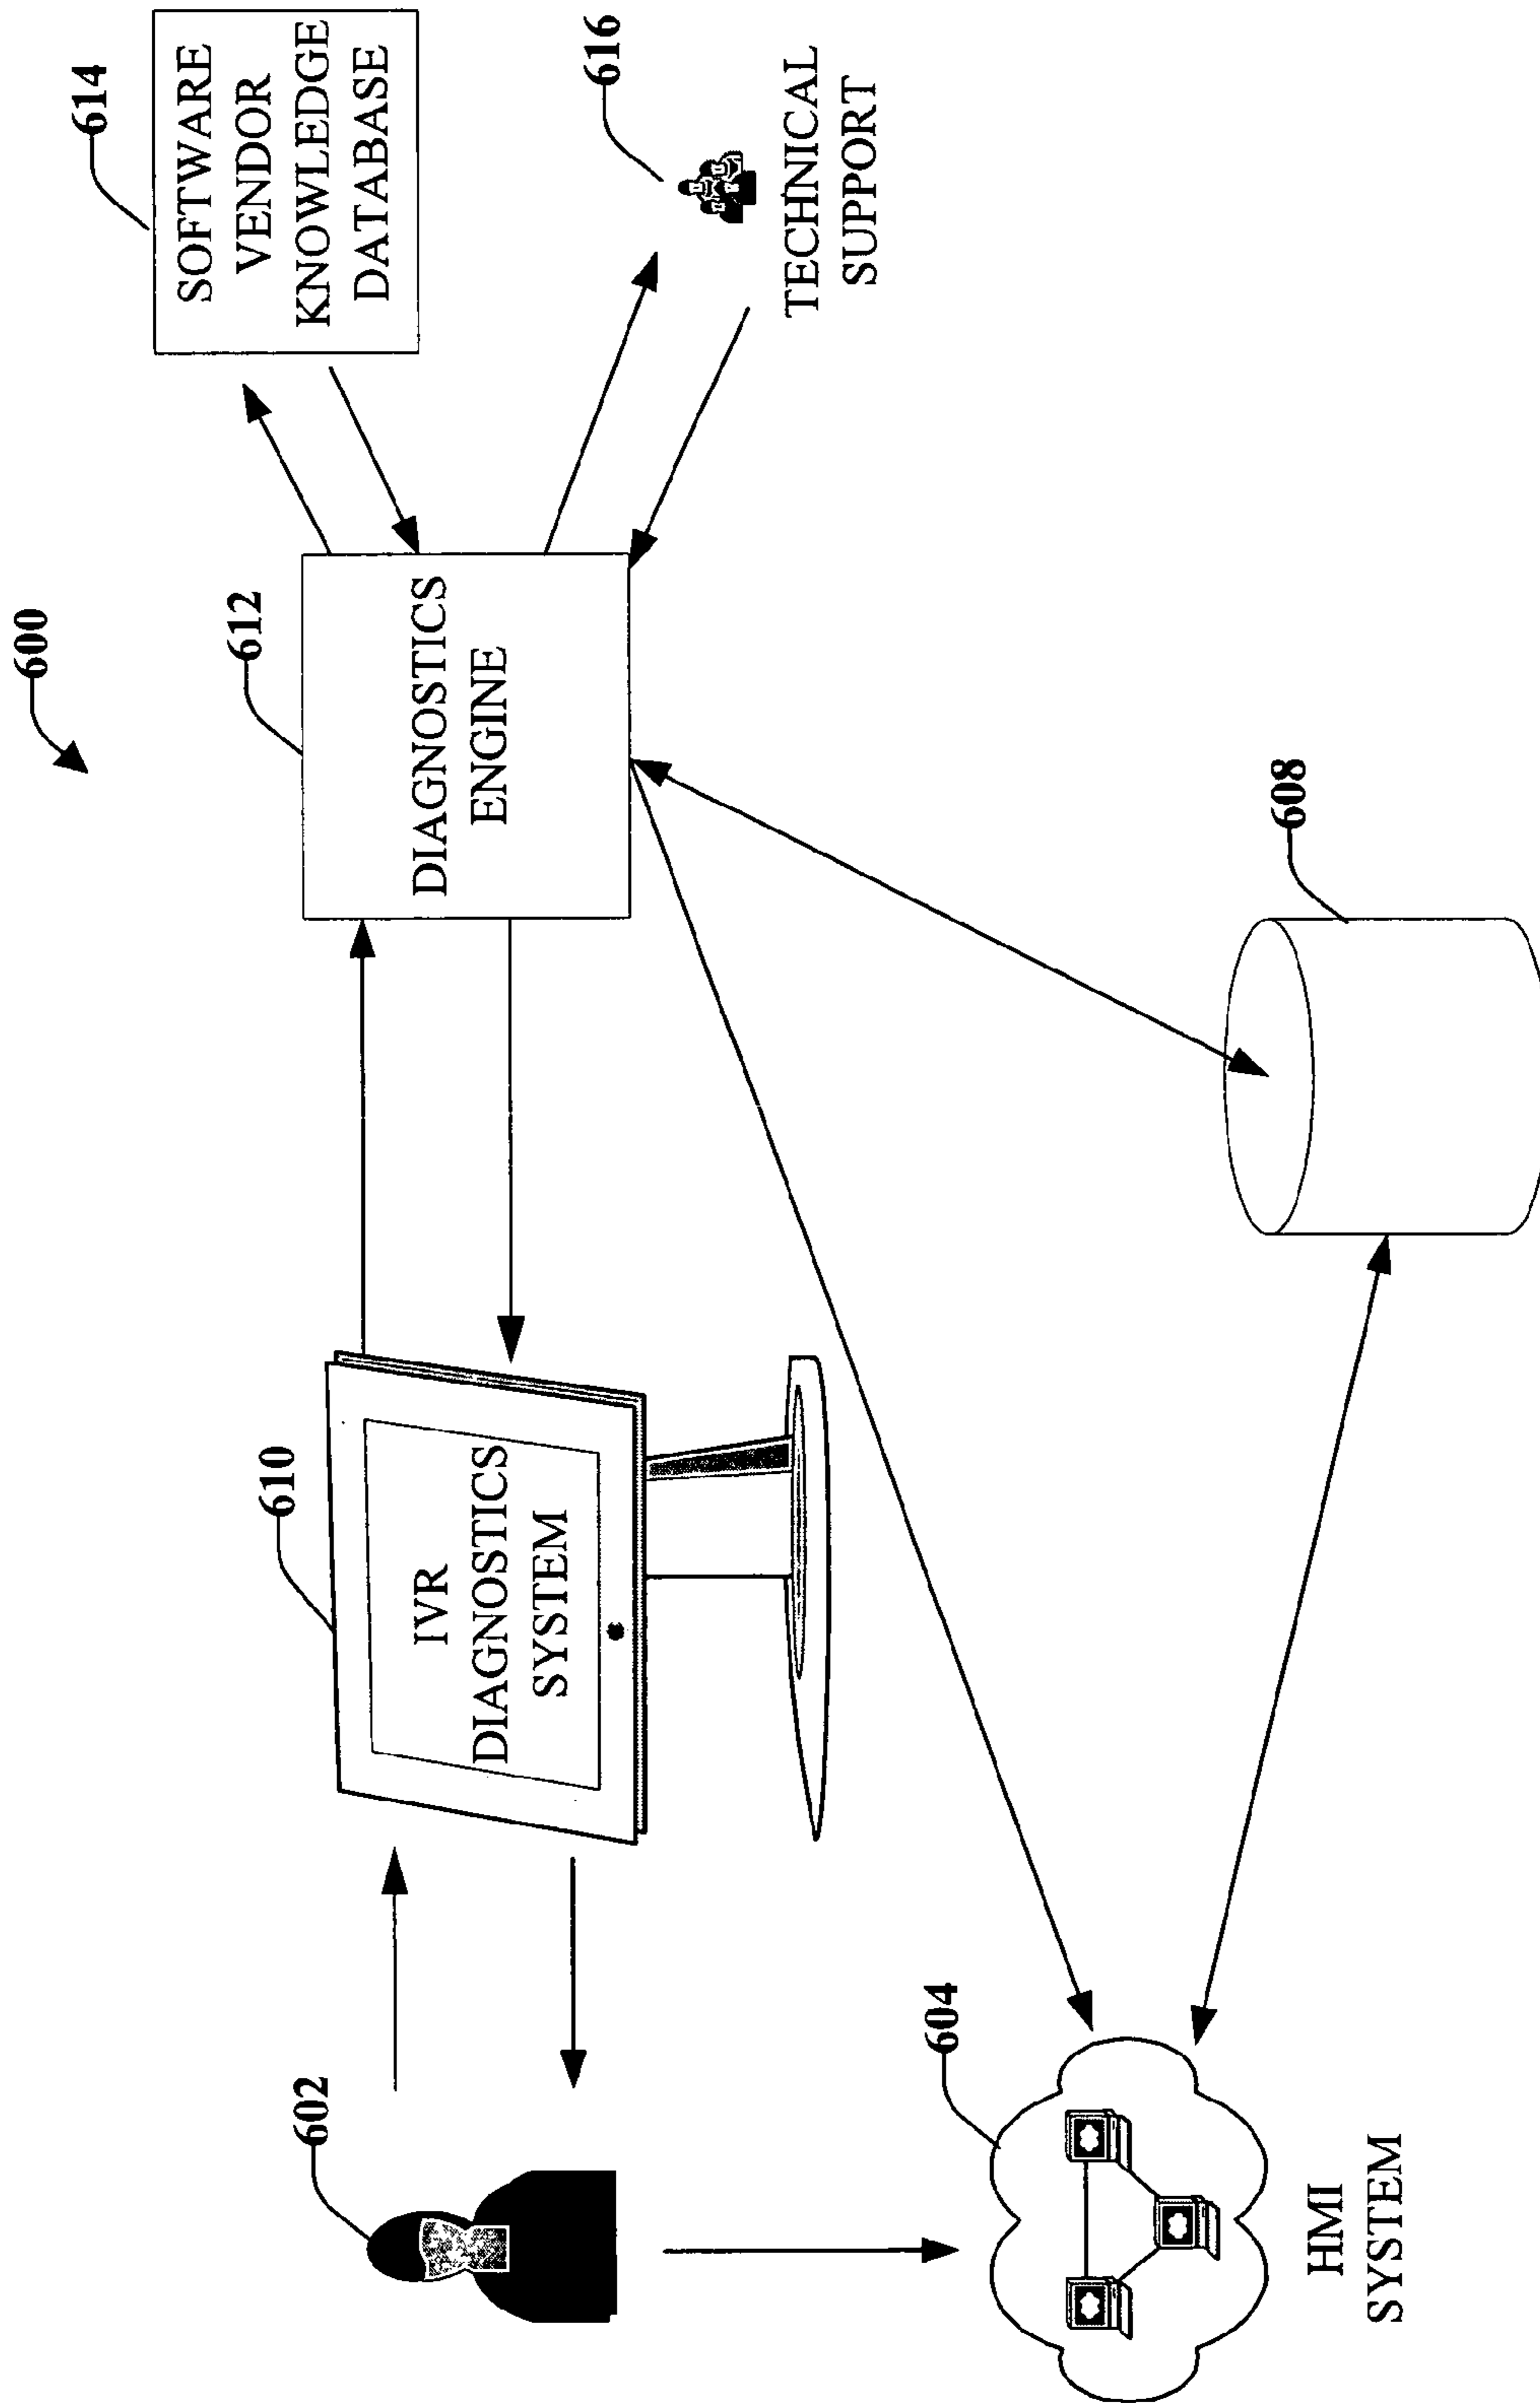 600
602
610
IVR
DIAGNOSTICS
SYSTEM
612
DIAGNOSTICS
ENGINE
614
SOFTWARE
VENDOR
KNOWLEDGE
DATABASE
616
TECHNICAL
SUPPORT
604
HMI
SYSTEM
608